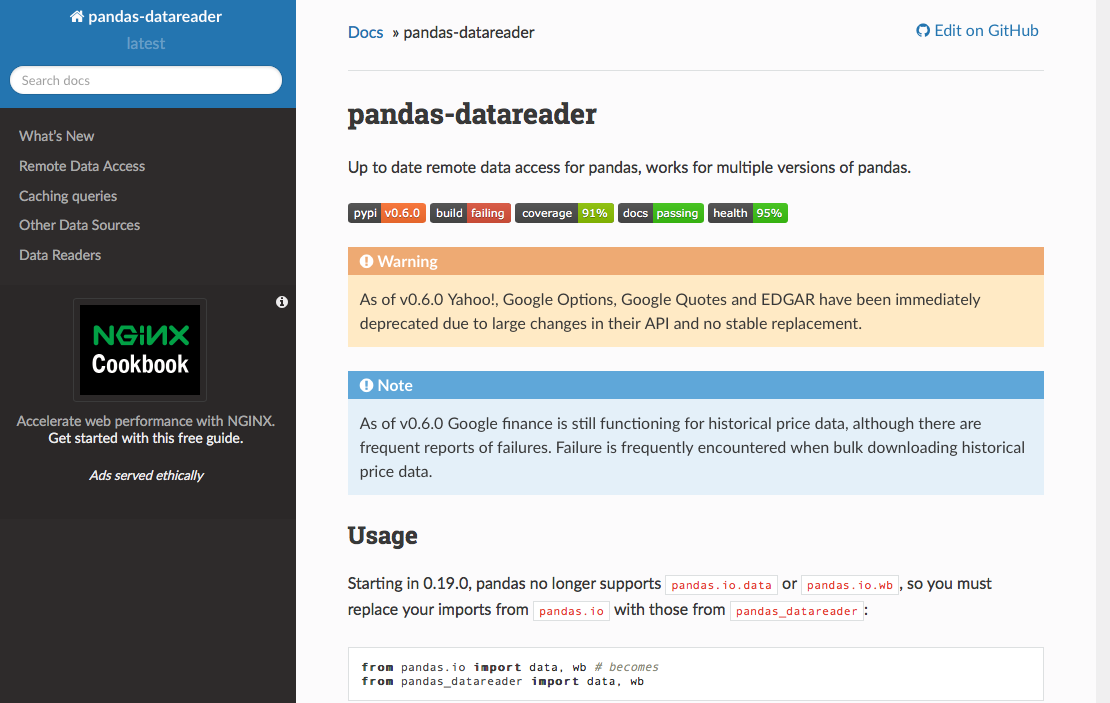 pandas-datareader
latest
Search docs
What's New
Remote Data Access
Caching queries
Other Data Sources
Data Readers
NGINX
Cookbook
Accelerate web performance with NGINX.
Get started with this free guide.
Ads served ethically
Docs » pandas-datareader
Edit on GitHub
pandas-datareader
Up to date remote data access for pandas, works for multiple versions of pandas.
pypi v0.6.0 build failing coverage 91% docs passing health 95%
Warning
As of v0.6.0 Yahoo!, Google Options, Google Quotes and EDGAR have been immediately
deprecated due to large changes in their API and no stable replacement.
Note
As of v0.6.0 Google finance is still functioning for historical price data, although there are
frequent reports of failures. Failure is frequently encountered when bulk downloading historical
price data.
Usage
Starting in 0.19.0, pandas no longer supports pandas.io.data or pandas.io.wb, so you must
replace your imports from pandas.io with those from pandas_datareader:
from pandas.io import data, wb # becomes
from pandas_datareader import data, wb